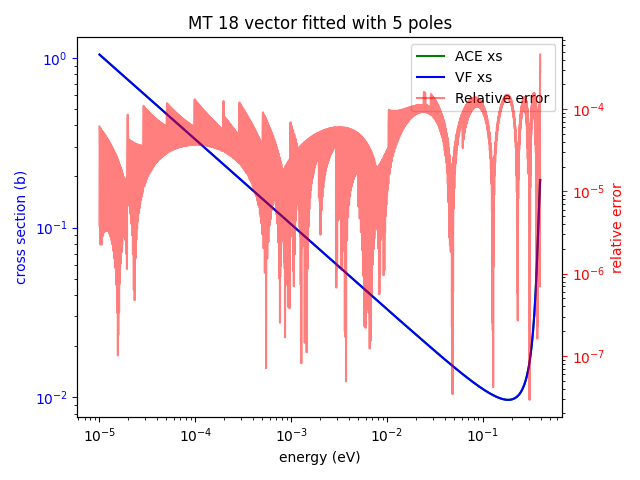 MT 18 vector fitted with 5 poles
ACE xs
VF xs
Relative error
10⁰
10⁻¹
10⁻²
cross section (b)
10⁻⁴
10⁻⁵
10⁻⁶
10⁻⁷
relative error
10⁻⁵ 10⁻⁴ 10⁻³ 10⁻² 10⁻¹
energy (eV)